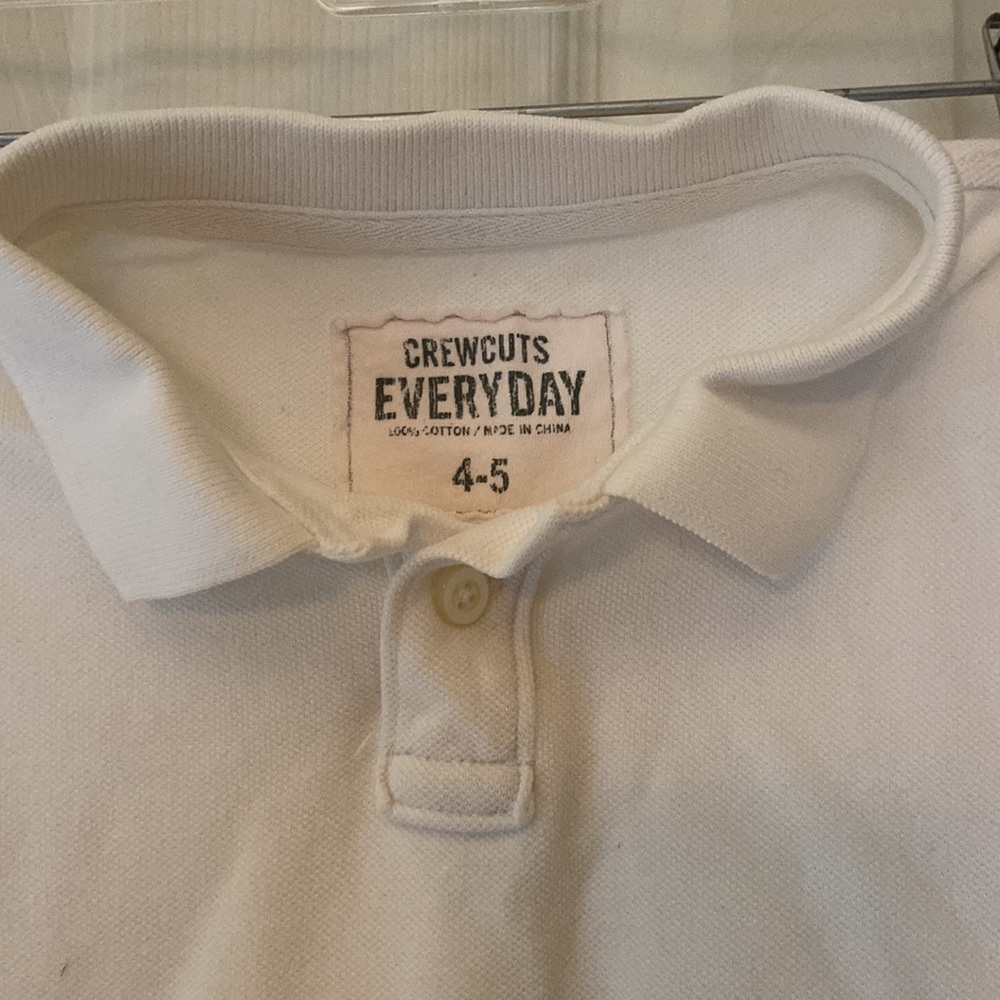 CREWCUTS
EVERYDAY
100% COTTON / MADE IN CHINA
4-5